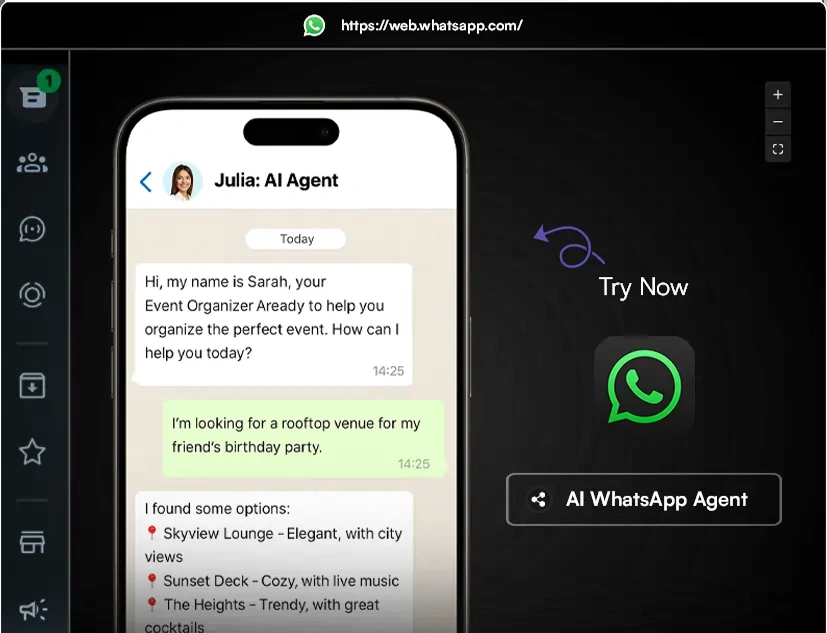 https://web.whatsapp.com/
1
+
−
Julia: AI Agent
Today
Hi, my name is Sarah, your
Event Organizer Aready to help you
organize the perfect event. How can I
help you today?
14:25
I'm looking for a rooftop venue for my
friend's birthday party.
14:25
I found some options:
📍 Skyview Lounge - Elegant, with city
views
📍 Sunset Deck - Cozy, with live music
📍 The Heights - Trendy, with great
cocktails
Try Now
AI WhatsApp Agent